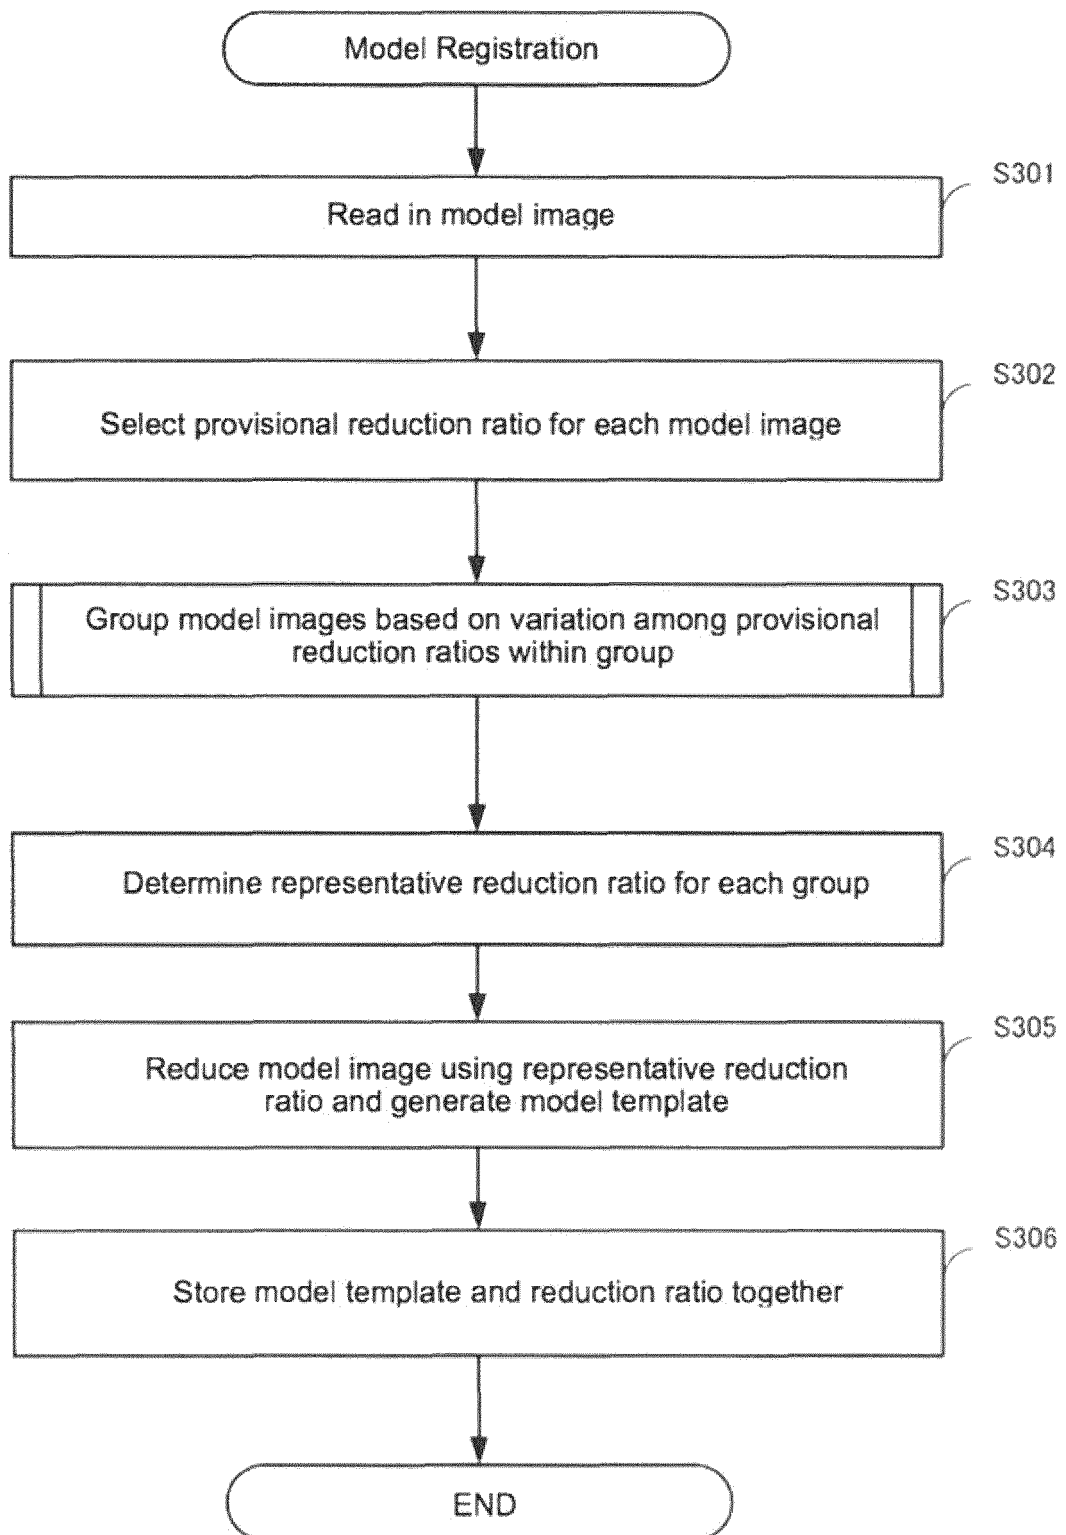 Model Registration
S301
Read in model image
S302
Select provisional reduction ratio for each model image
S303
Group model images based on variation among provisional
reduction ratios within group
S304
Determine representative reduction ratio for each group
S305
Reduce model image using representative reduction
ratio and generate model template
S306
Store model template and reduction ratio together
END